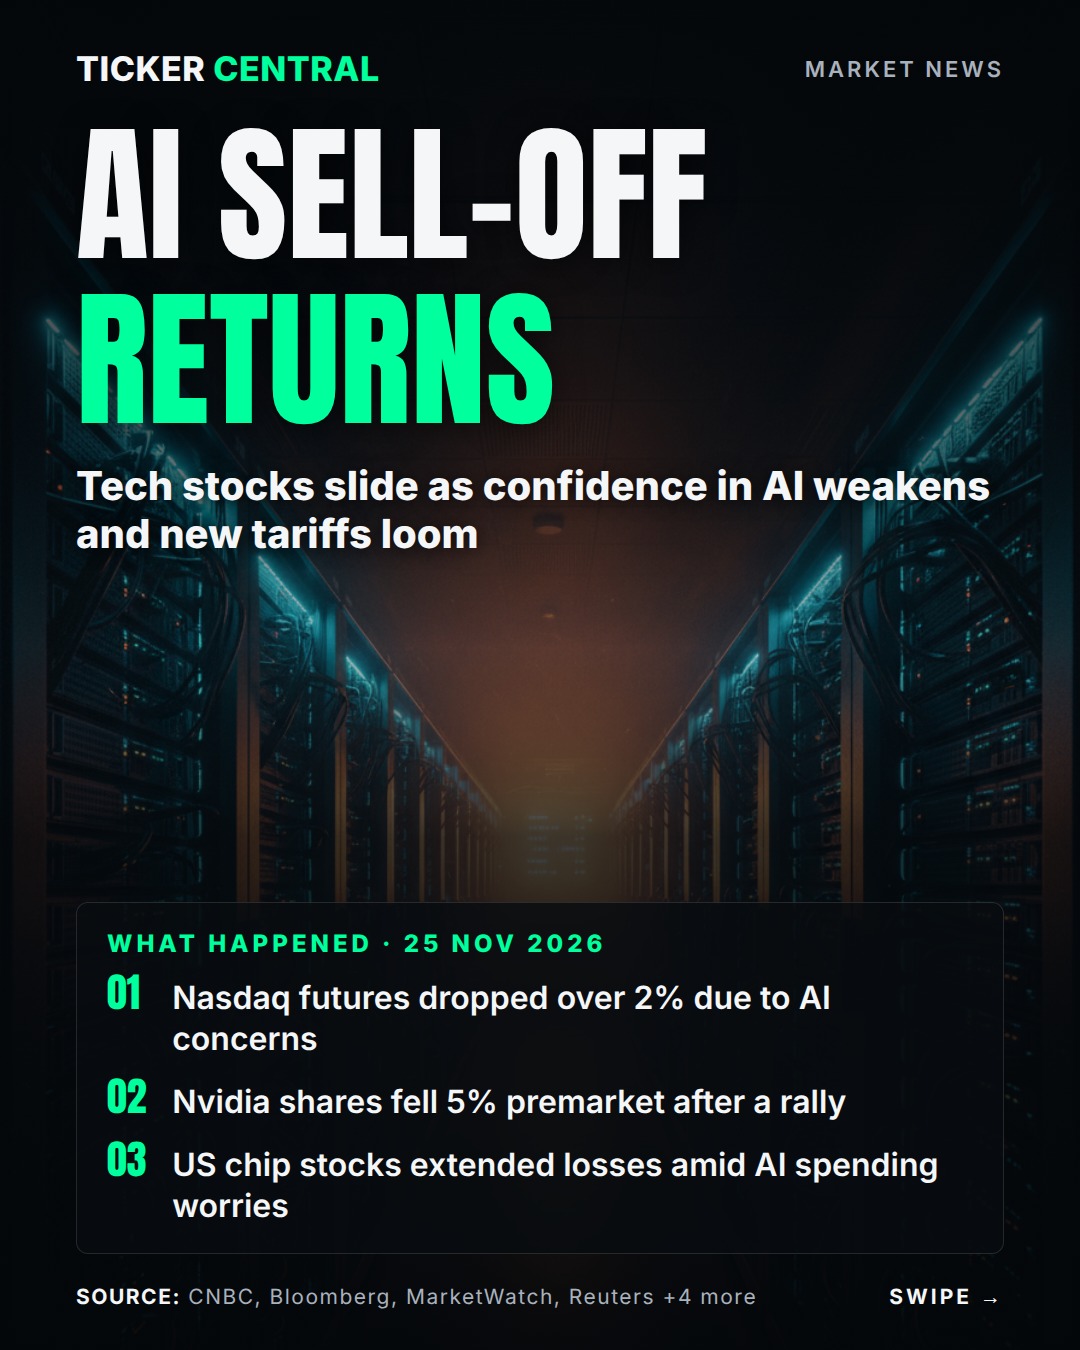 TICKER CENTRAL
MARKET NEWS
AI SELL-OFF
RETURNS
Tech stocks slide as confidence in AI weakens
and new tariffs loom
WHAT HAPPENED · 25 NOV 2026
01 Nasdaq futures dropped over 2% due to AI
concerns
02 Nvidia shares fell 5% premarket after a rally
03 US chip stocks extended losses amid AI spending
worries
SOURCE: CNBC, Bloomberg, MarketWatch, Reuters +4 more
SWIPE →